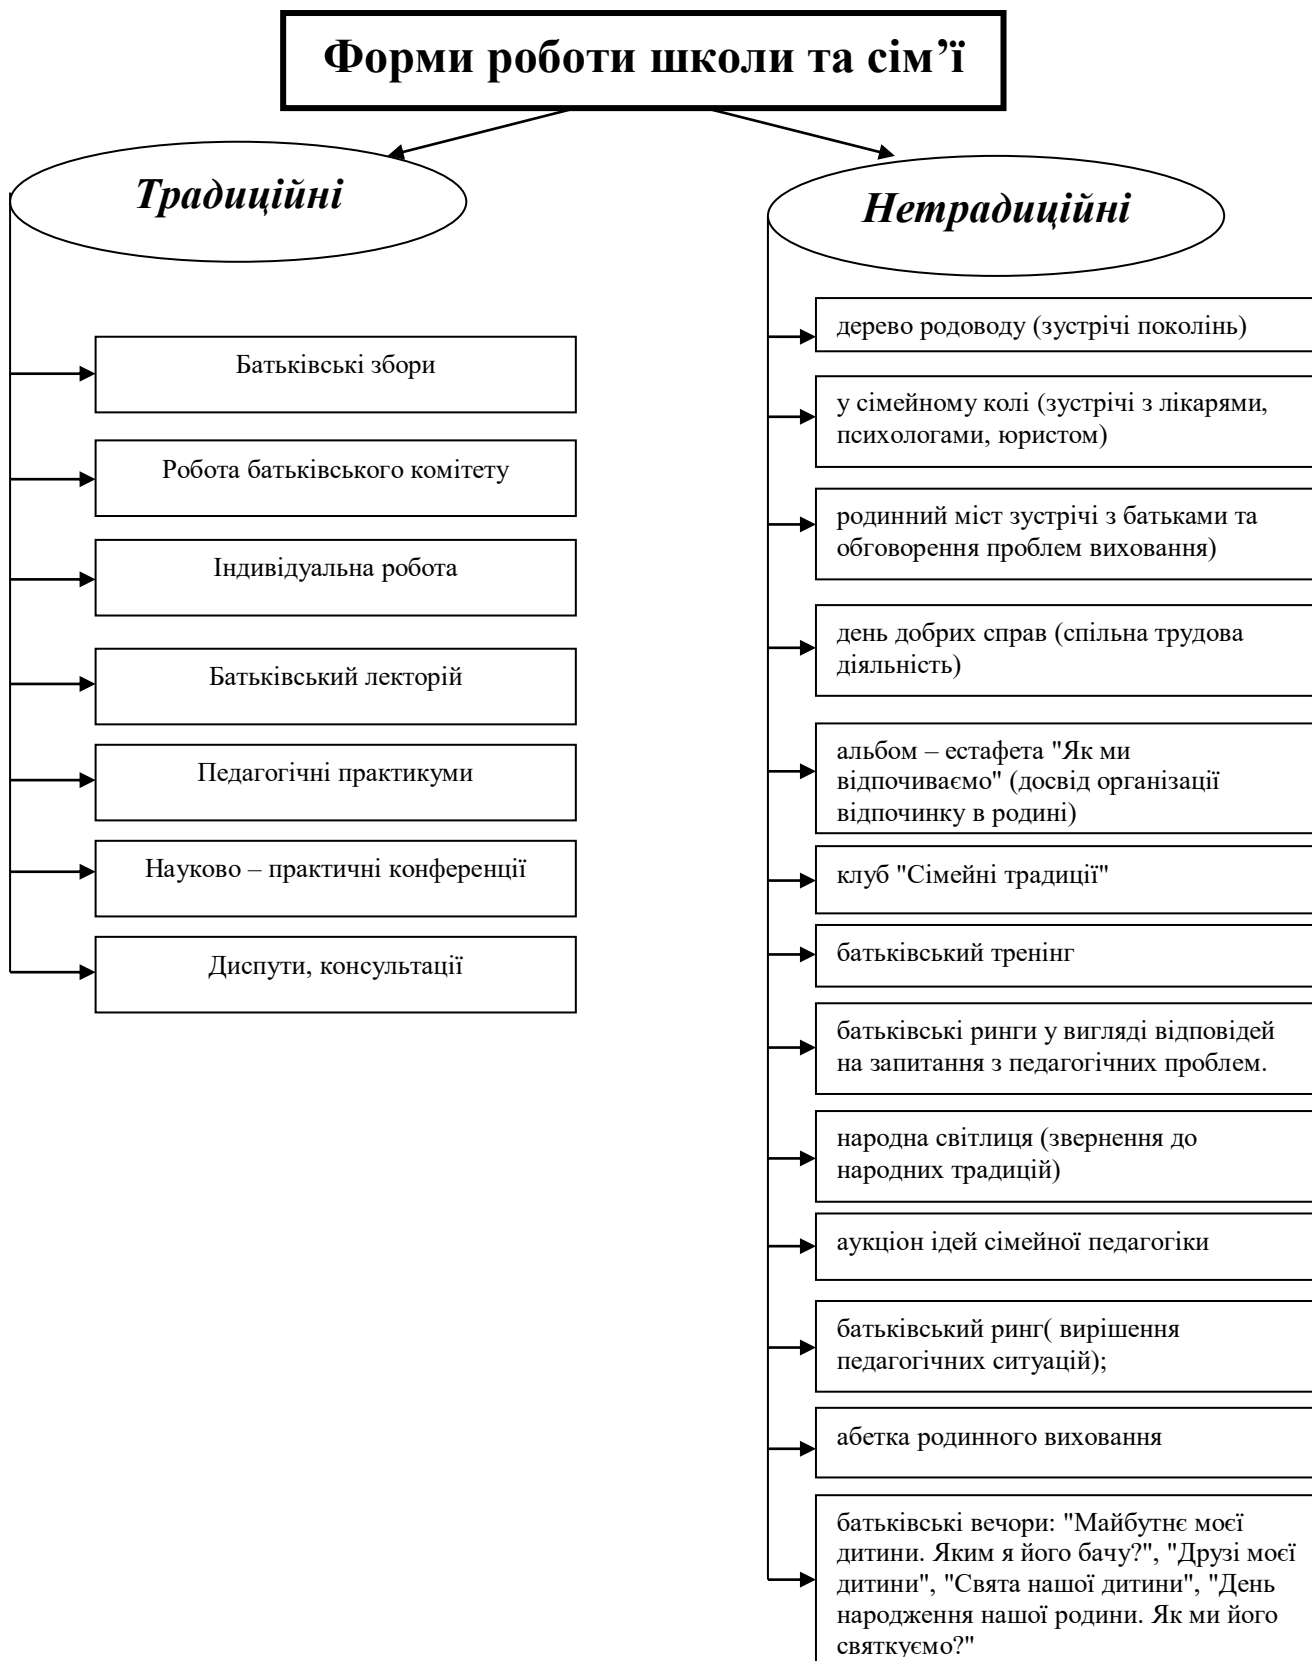 Форми роботи школи та сім’ї
Традиційні
Батьківські збори
Робота батьківського комітету
Індивідуальна робота
Батьківський лекторій
Педагогічні практикуми
Науково – практичні конференції
Диспути, консультації
Нетрадиційні
дерево родоводу (зустрічі поколінь)
у сімейному колі (зустрічі з лікарями,
психологами, юристом)
родинний міст зустрічі з батьками та
обговорення проблем виховання)
день добрих справ (спільна трудова
діяльність)
альбом – естафета "Як ми
відпочиваємо" (досвід організації
відпочинку в родині)
клуб "Сімейні традиції"
батьківський тренінг
батьківські ринги у вигляді відповідей
на запитання з педагогічних проблем.
народна світлиця (звернення до
народних традицій)
аукціон ідей сімейної педагогіки
батьківський ринг( вирішення
педагогічних ситуацій);
абетка родинного виховання
батьківські вечори: "Майбутнє моєї
дитини. Яким я його бачу?", "Друзі моєї
дитини", "Свята нашої дитини", "День
народження нашої родини. Як ми його
святкуємо?"